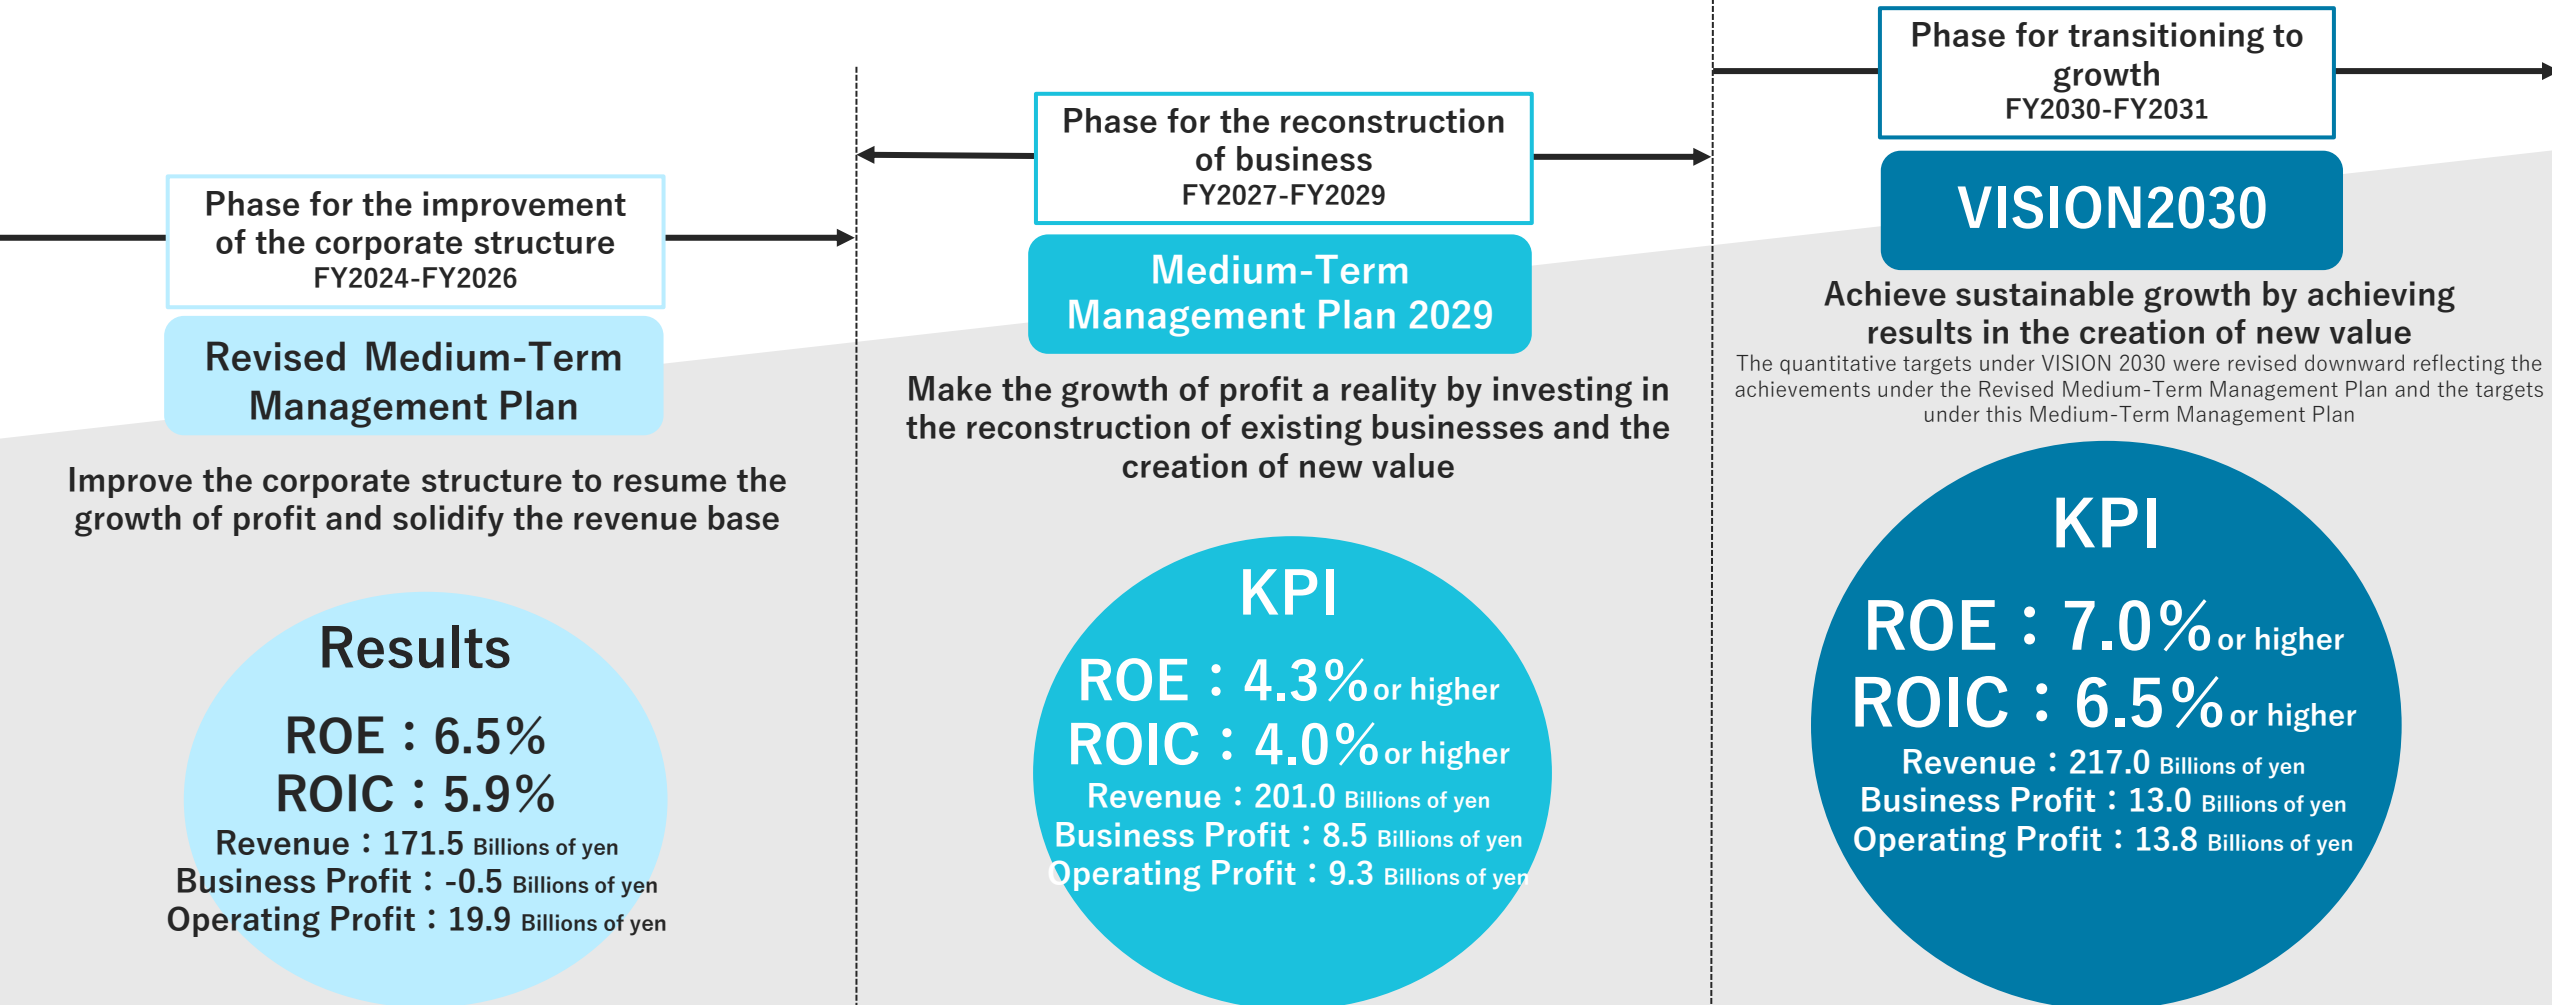 Phase for the improvement
of the corporate structure
FY2024-FY2026
Revised Medium-Term
Management Plan
Improve the corporate structure to resume the
growth of profit and solidify the revenue base
Results
ROE：6.5%
ROIC：5.9%
Revenue：171.5 Billions of yen
Business Profit：-0.5 Billions of yen
Operating Profit：19.9 Billions of yen
Phase for the reconstruction
of business
FY2027-FY2029
Medium-Term
Management Plan 2029
Make the growth of profit a reality by investing in
the reconstruction of existing businesses and the
creation of new value
KPI
ROE：4.3% or higher
ROIC：4.0% or higher
Revenue：201.0 Billions of yen
Business Profit：8.5 Billions of yen
Operating Profit：9.3 Billions of yen
Phase for transitioning to
growth
FY2030-FY2031
VISION2030
Achieve sustainable growth by achieving
results in the creation of new value
The quantitative targets under VISION 2030 were revised downward reflecting the
achievements under the Revised Medium-Term Management Plan and the targets
under this Medium-Term Management Plan
KPI
ROE：7.0% or higher
ROIC：6.5% or higher
Revenue：217.0 Billions of yen
Business Profit：13.0 Billions of yen
Operating Profit：13.8 Billions of yen